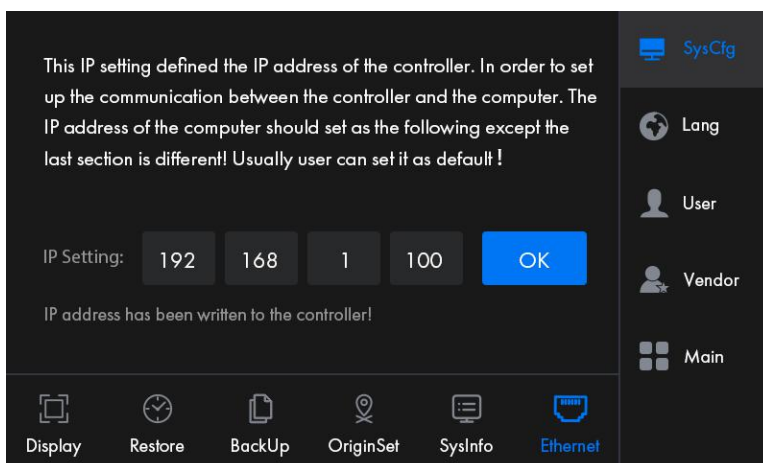 This IP setting defined the IP address of the controller. In order to set
up the communication between the controller and the computer. The
IP address of the computer should set as the following except the
last section is different! Usually user can set it as default!
IP Setting: 192 168 1 100 OK
IP address has been written to the controller!
Display Restore BackUp OriginSet SysInfo Ethernet
SysCfg
Lang
User
Vendor
Main